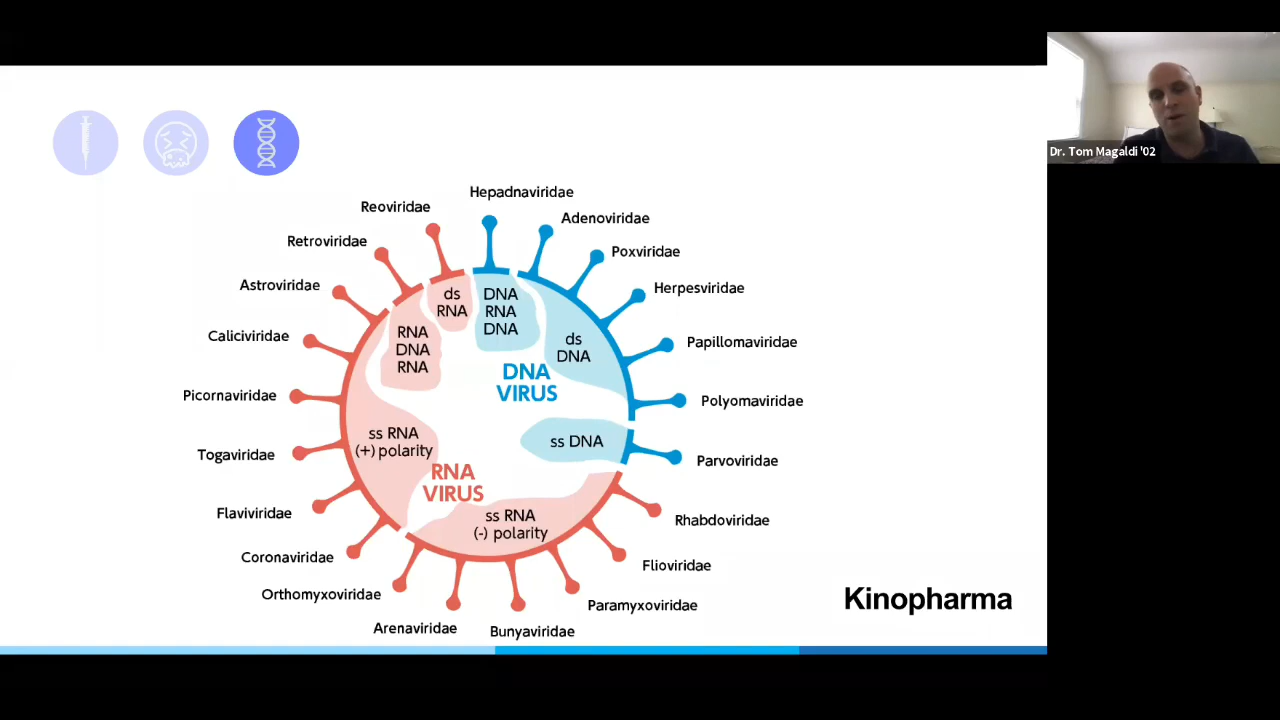 Dr. Tom Magaldi '02
Hepadnaviridae
Reoviridae
Adenoviridae
Retroviridae
Poxviridae
Astroviridae
Herpesviridae
Caliciviridae
Papillomaviridae
Picornaviridae
Polyomaviridae
Togaviridae
Parvoviridae
Flaviviridae
Rhabdoviridae
Coronaviridae
Flioviridae
Orthomyxoviridae
Paramyxoviridae
Arenaviridae
Bunyaviridae
ds
RNA
DNA
RNA
DNA
RNA
DNA
RNA
ds
DNA
DNA
VIRUS
ss DNA
ss RNA
(+) polarity
RNA
VIRUS
ss RNA
(-) polarity
Kinopharma